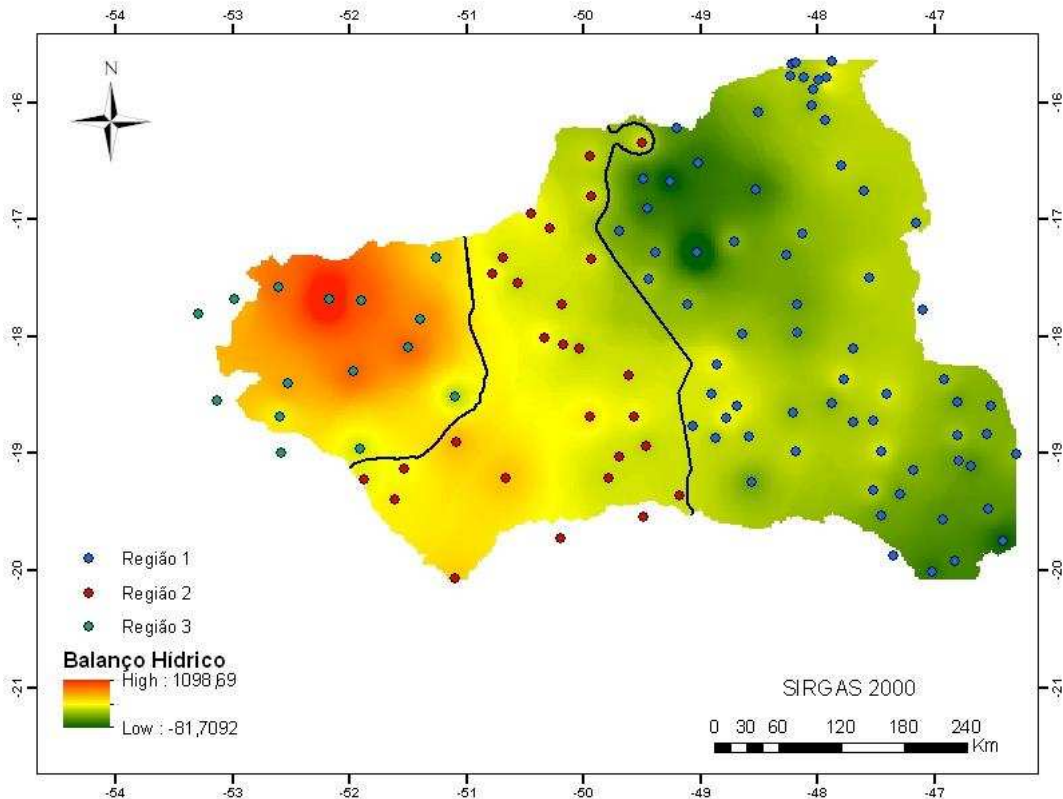 -54 -53 -52 -51 -50 -49 -48 -47
N
-16 -16
-17 -17
-18 -18
-19 -19
-20 -20
-21 -21
Região 1
Região 2
Região 3
Balanço Hídrico
High : 1098,69
Low : -81,7092
SIRGAS 2000
0 30 60 120 180 240
Km
-54 -53 -52 -51 -50 -49 -48 -47